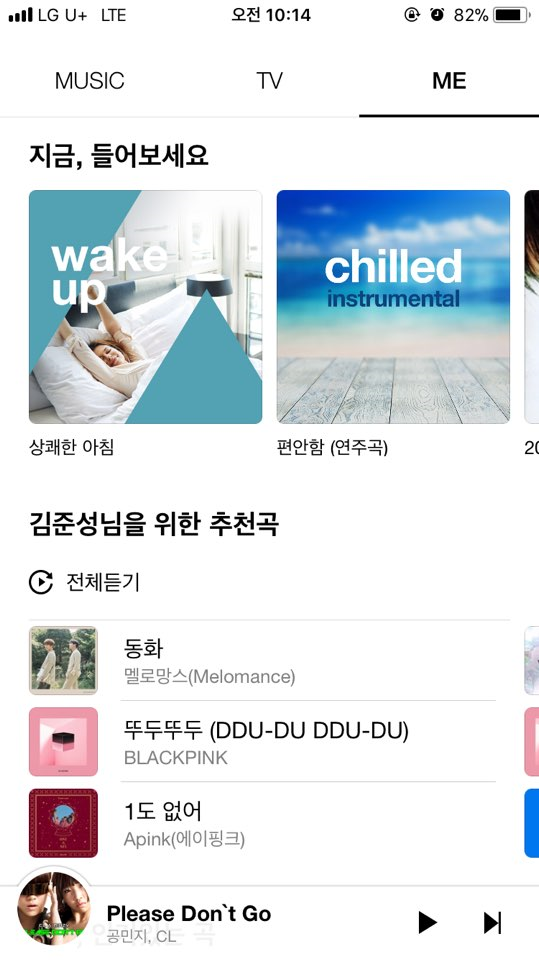 LG U+ LTE 오전 10:14 82%
MUSIC TV ME
지금, 들어보세요
wake
up
chilled
instrumental
상쾌한 아침
편안함 (연주곡)
20
김준성님을 위한 추천곡
전체듣기
동화
멜로망스(Melomance)
뚜두뚜두 (DDU-DU DDU-DU)
BLACKPINK
1도 없어
Apink(에이핑크)
Please Don`t Go
공민지, CL